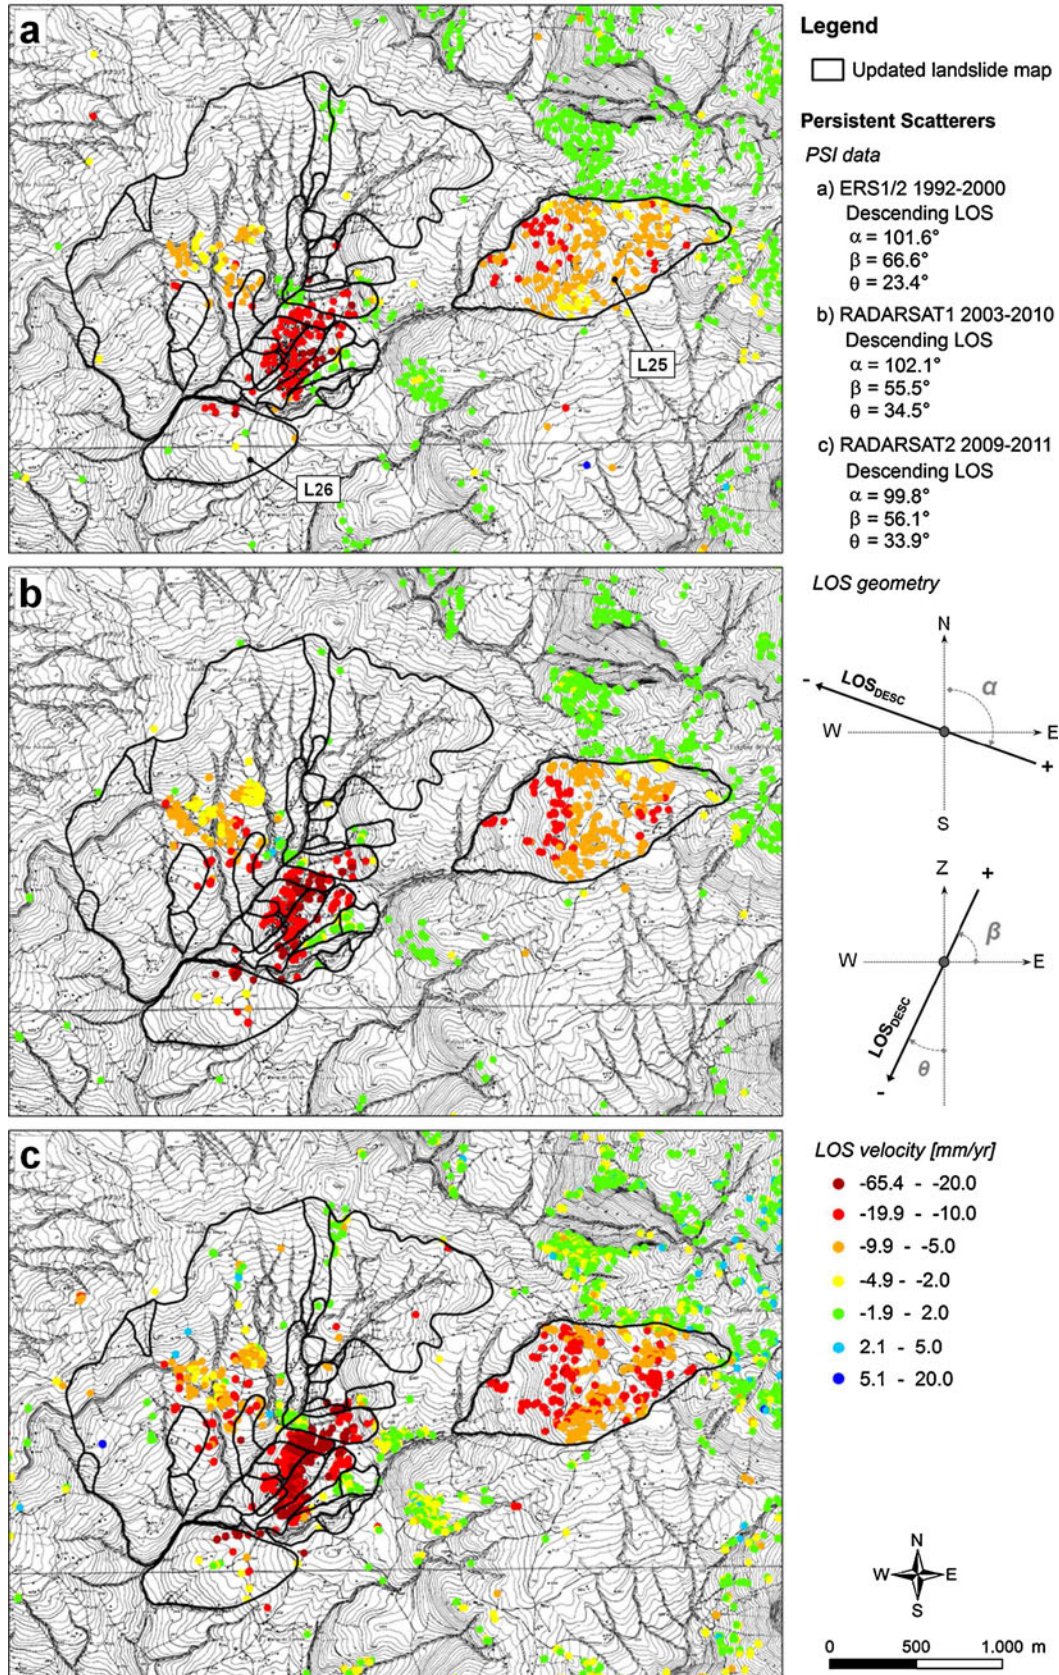 a
L25
L26
b
c
Legend
Updated landslide map
Persistent Scatterers
PSI data
a) ERS1/2 1992-2000
Descending LOS
α = 101.6°
β = 66.6°
θ = 23.4°
b) RADARSAT1 2003-2010
Descending LOS
α = 102.1°
β = 55.5°
θ = 34.5°
c) RADARSAT2 2009-2011
Descending LOS
α = 99.8°
β = 56.1°
θ = 33.9°
LOS geometry
N
- LOSDESC α
W E
+
S
Z
+
β
W E
LOSDESC
θ
-
LOS velocity [mm/yr]
-65.4 - -20.0
-19.9 - -10.0
-9.9 - -5.0
-4.9 - -2.0
-1.9 - 2.0
2.1 - 5.0
5.1 - 20.0
N
W E
S
0 500 1.000 m